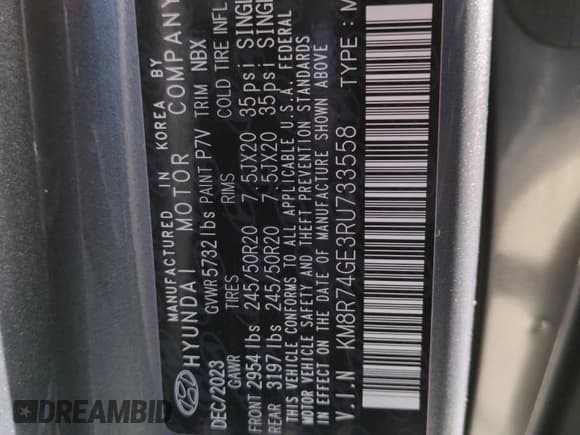 MANUFACTURED IN KOREA BY
HYUNDAI MOTOR COMPANY
DEC/2023 GVWR 5732 lbs PAINT P7V TRIM NBX
GAWR TIRES RIMS COLD TIRE INFL
FRONT 2954 lbs 245/50R20 7.5JX20 35psi SINGL
REAR 3197 lbs 245/50R20 7.5JX20 35psi SING
THIS VEHICLE CONFORMS TO ALL APPLICABLE U.S.A. FEDERAL
MOTOR VEHICLE SAFETY AND THEFT PREVENTION STANDARDS
IN EFFECT ON THE DATE OF MANUFACTURE SHOWN ABOVE
V.I.N KM8R74GE3RU733558 TYPE : M
DREAMBID